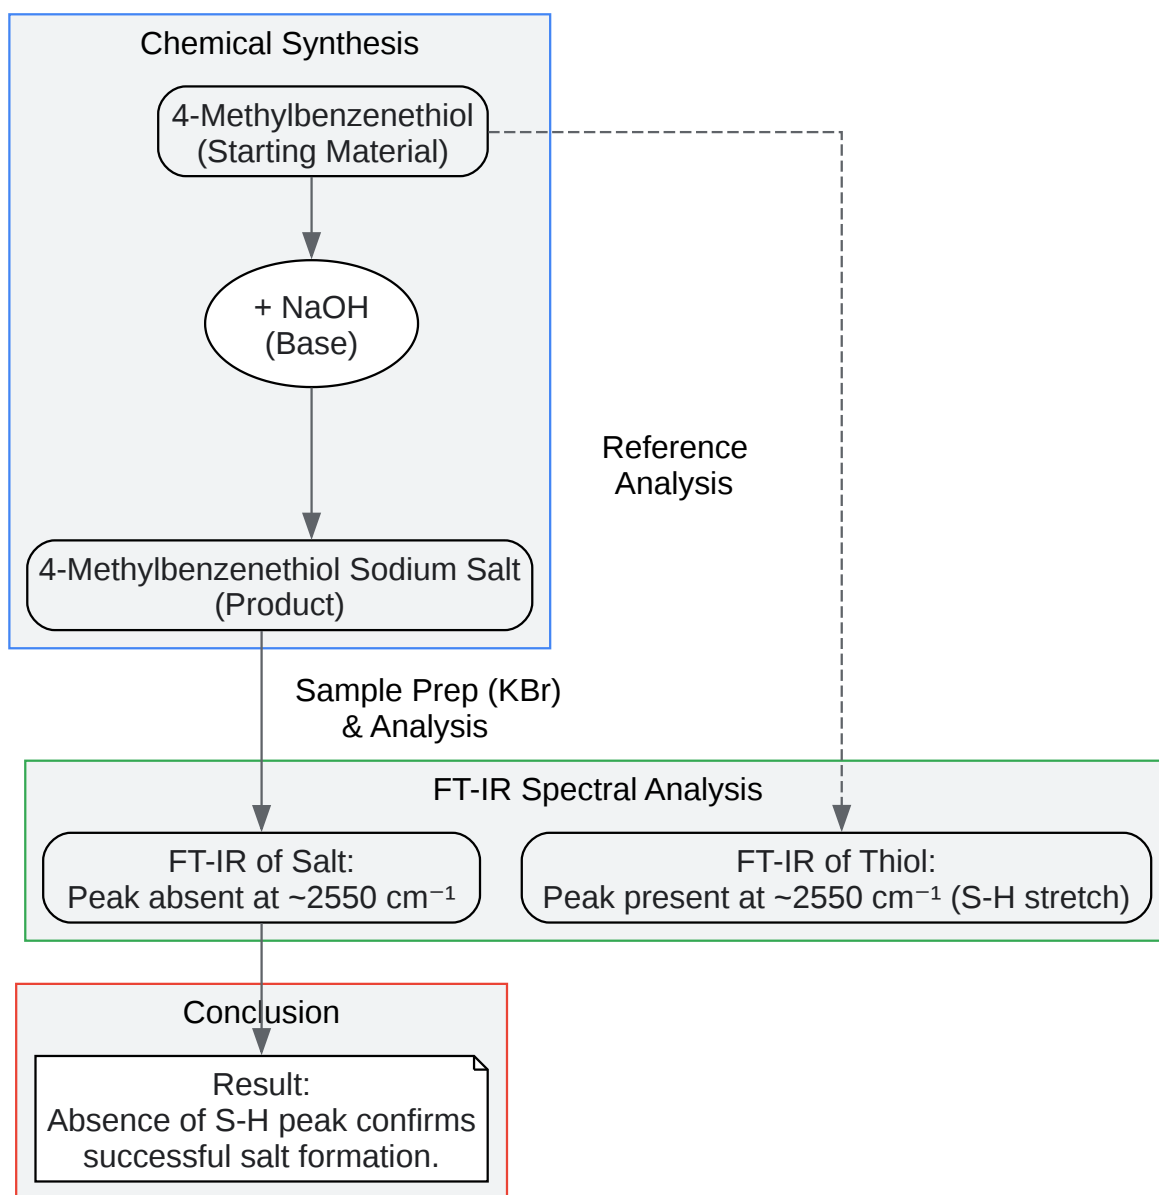 Chemical Synthesis
4-Methylbenzenethiol
(Starting Material)
+ NaOH
(Base)
Reference
Analysis
4-Methylbenzenethiol Sodium Salt
(Product)
Sample Prep (KBr)
& Analysis
FT-IR Spectral Analysis
FT-IR of Salt:
Peak absent at ~2550 cm⁻¹
FT-IR of Thiol:
Peak present at ~2550 cm⁻¹ (S-H stretch)
Conclusion
Result:
Absence of S-H peak confirms
successful salt formation.